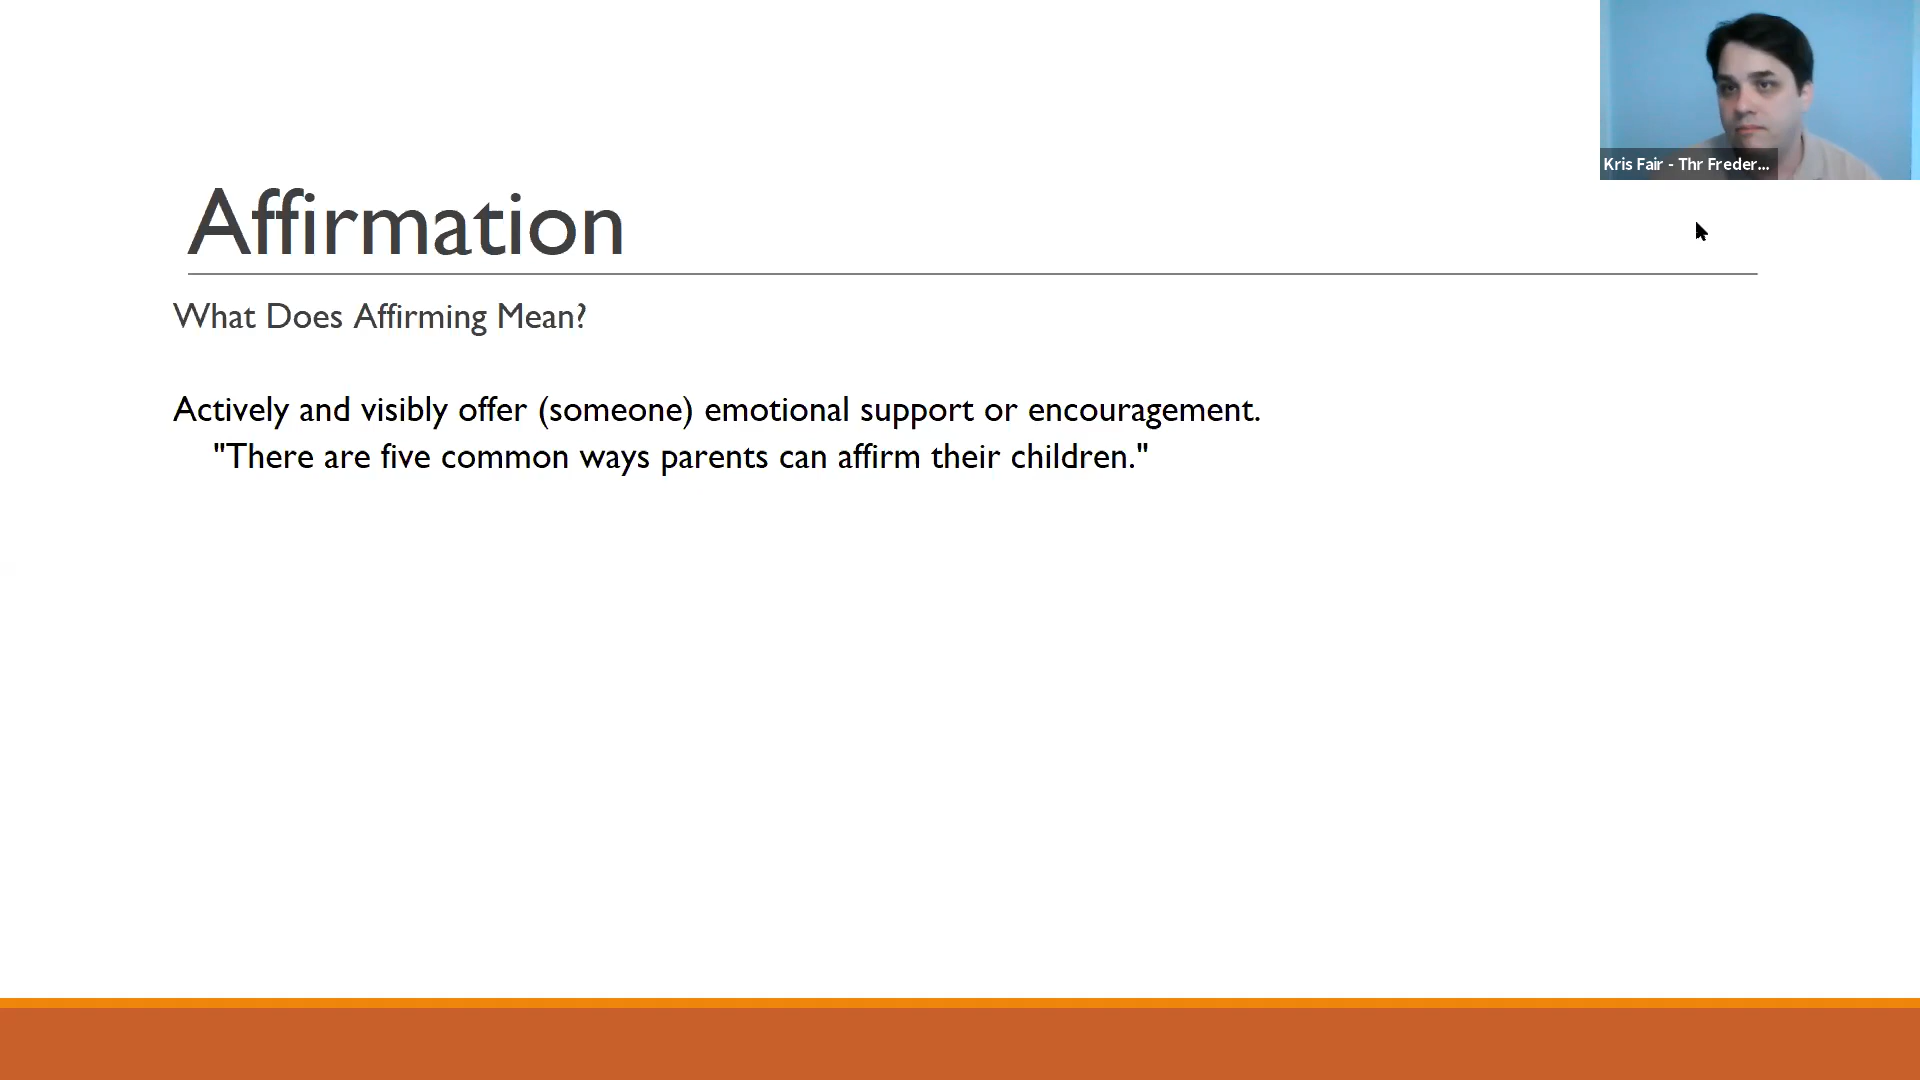 Kris Fair - Thr Freder...
Affirmation
What Does Affirming Mean?
Actively and visibly offer (someone) emotional support or encouragement.
"There are five common ways parents can affirm their children."